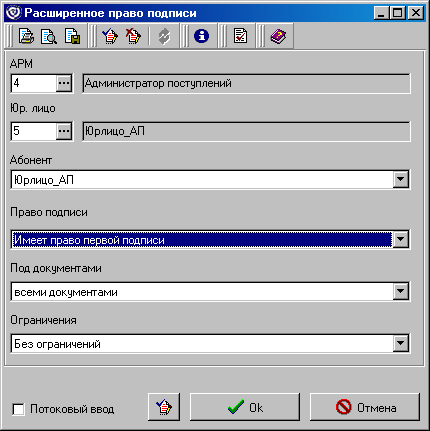 Расширенное право подписи
АРМ
4 ... Администратор поступлений
Юр. лицо
5 ... Юрлицо_АП
Абонент
Юрлицо_АП
Право подписи
Имеет право первой подписи
Под документами
всеми документами
Ограничения
Без ограничений
Потоковый ввод Ok Отмена